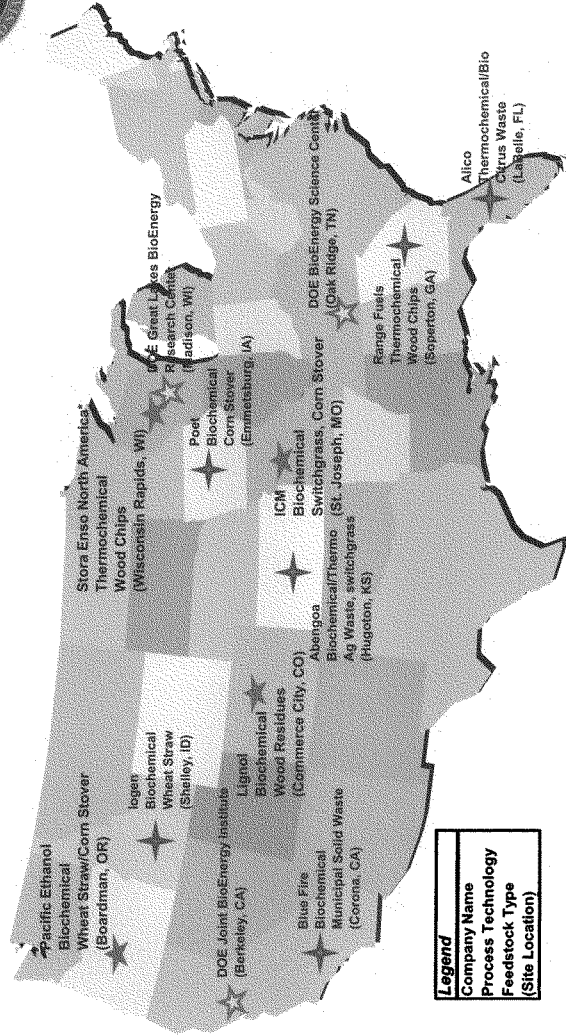 Pacific Ethanol
Biochemical
Wheat Straw/Corn Stover
(Boardman, OR)
Iogen
Biochemical
Wheat Straw
(Shelley, ID)
Stora Enso North America*
Thermochemical
Wood Chips
(Wisconsin Rapids, WI)
DOE Great Lakes BioEnergy
Research Center
(Madison, WI)
Poet
Biochemical
Corn Stover
(Emmetsburg, IA)
DOE Joint BioEnergy Institute
(Berkeley, CA)
Lignol
Biochemical
Wood Residues
(Commerce City, CO)
ICM
Biochemical
Switchgrass, Corn Stover
(St. Joseph, MO)
Abengoa
Biochemical/Thermo
Ag Waste, switchgrass
(Hugoton, KS)
DOE BioEnergy Science Center
(Oak Ridge, TN)
Blue Fire
Biochemical
Municipal Solid Waste
(Corona, CA)
Range Fuels
Thermochemical
Wood Chips
(Soperton, GA)
Alico
Thermochemical/Bio
Citrus Waste
(LaBelle, FL)
Legend
Company Name
Process Technology
Feedstock Type
(Site Location)